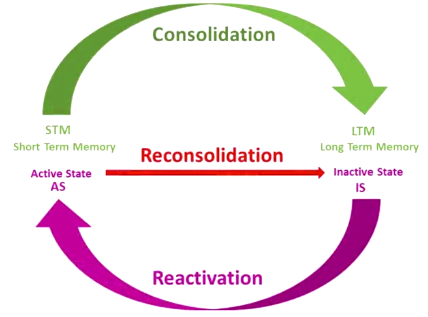 Consolidation
STM
Short Term Memory
LTM
Long Term Memory
Reconsolidation
Active State
AS
Inactive State
IS
Reactivation